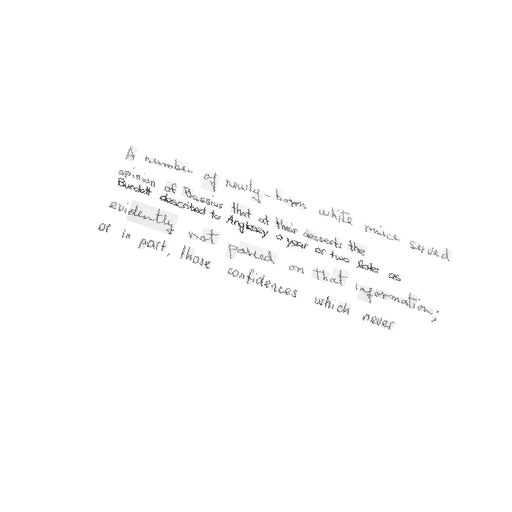 A number of newly-born white mice served
opinion of Bassius that at their descents the
Burdett described to Anglesey a year or two later as
evidently not passed on that information;
or in part, those confidences which never